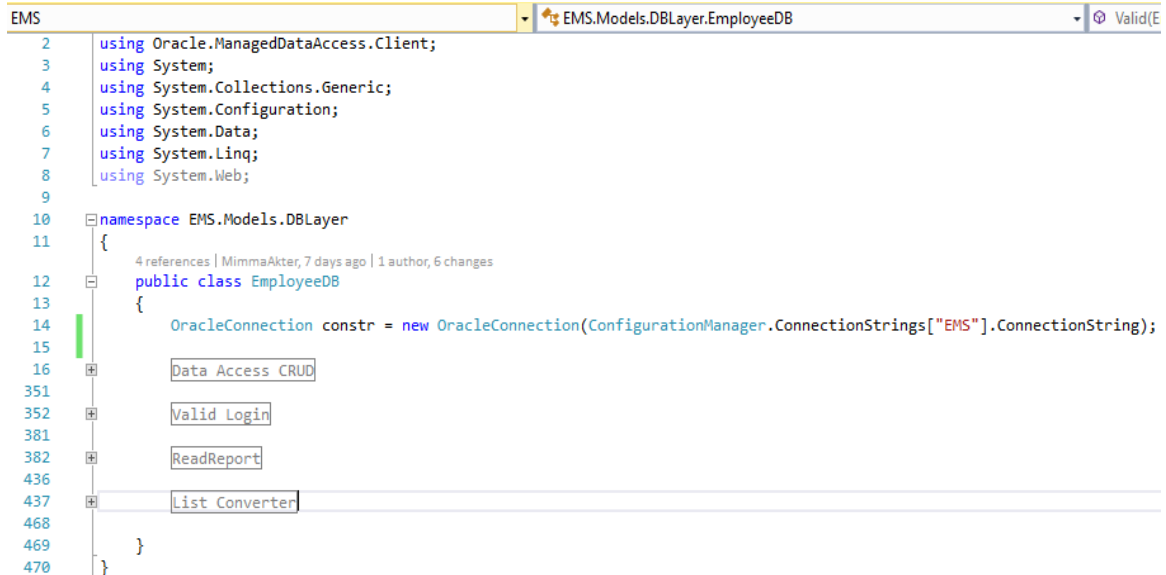 EMS EMS.Models.DBLayer.EmployeeDB Valid(E
2 using Oracle.ManagedDataAccess.Client;
3 using System;
4 using System.Collections.Generic;
5 using System.Configuration;
6 using System.Data;
7 using System.Linq;
8 using System.Web;
9
10 namespace EMS.Models.DBLayer
11 {
4 references | MimmaAkter, 7 days ago | 1 author, 6 changes
12 public class EmployeeDB
13 {
14 OracleConnection constr = new OracleConnection(ConfigurationManager.ConnectionStrings["EMS"].ConnectionString);
15
16 Data Access CRUD
351
352 Valid Login
381
382 ReadReport
436
437 List Converter
468
469 }
470 }